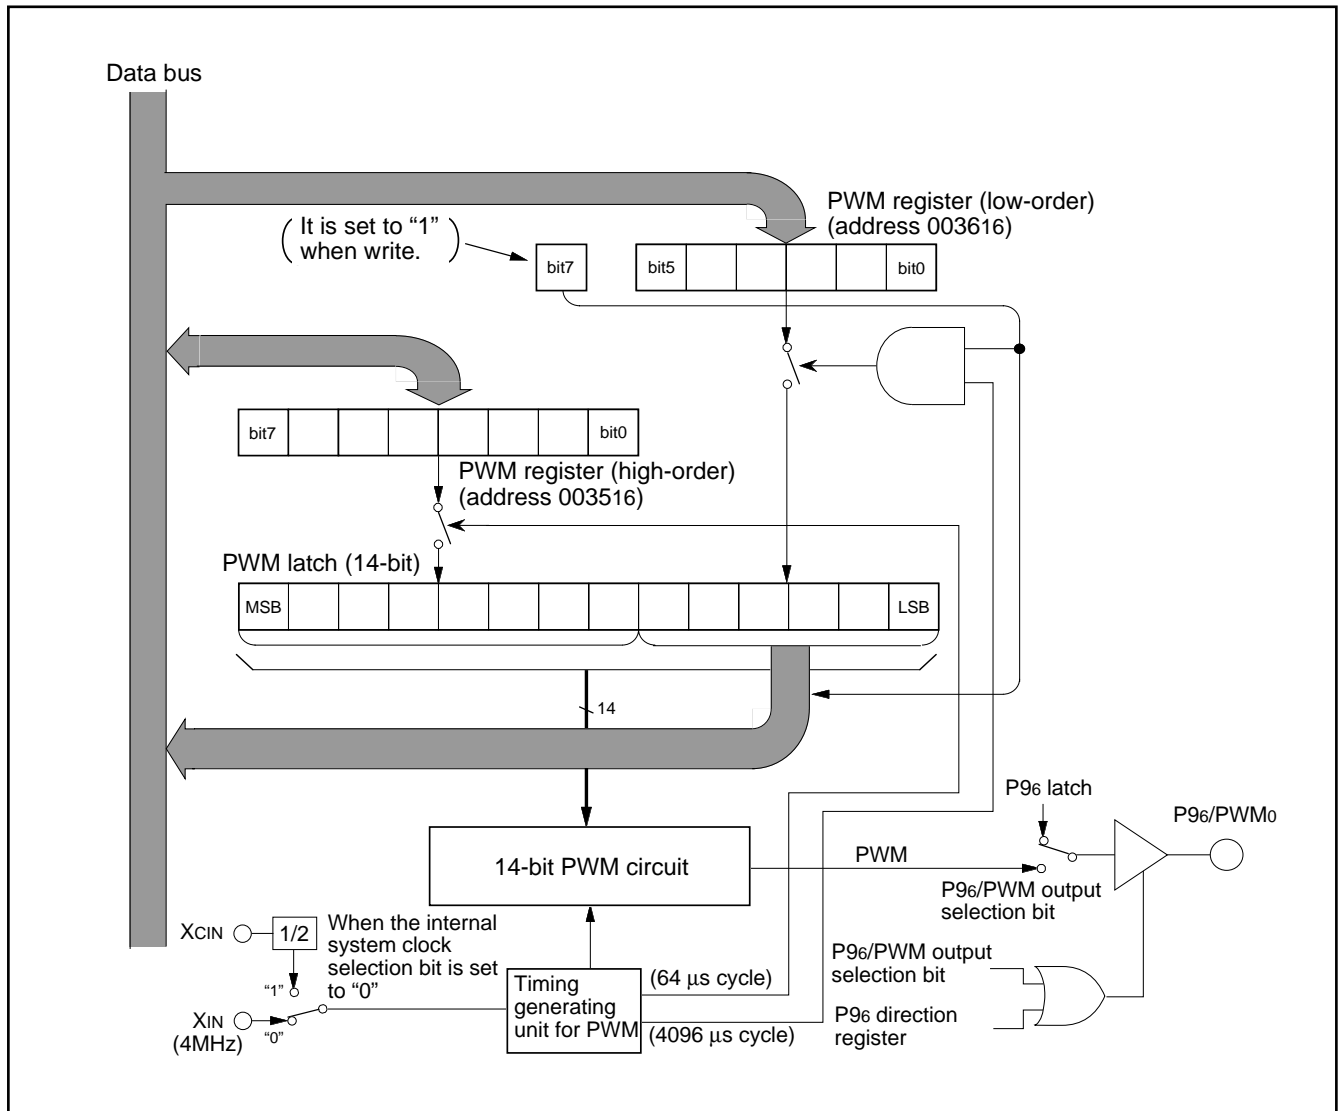 Data bus
PWM register (low-order)
(address 003616)
It is set to “1”
when write.
bit7
bit5
bit0
bit7
bit0
PWM register (high-order)
(address 003516)
PWM latch (14-bit)
MSB
LSB
14
P96 latch
P96/PWM0
14-bit PWM circuit
PWM
P96/PWM output
selection bit
XCIN
1/2
When the internal
system clock
selection bit is set
to “0”
P96/PWM output
selection bit
“1”
XIN
(4MHz)
“0”
Timing
generating
unit for PWM
(64 μs cycle)
(4096 μs cycle)
P96 direction
register